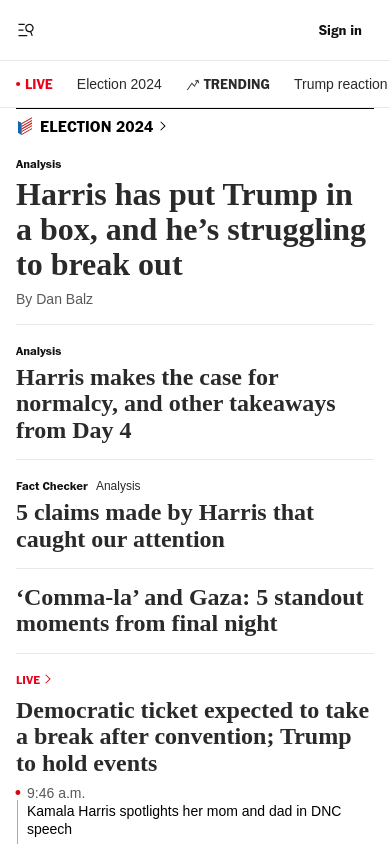 Sign in
LIVE Election 2024 TRENDING Trump reaction
ELECTION 2024
Analysis
Harris has put Trump in
a box, and he’s struggling
to break out
By Dan Balz
Analysis
Harris makes the case for
normalcy, and other takeaways
from Day 4
Fact Checker Analysis
5 claims made by Harris that
caught our attention
‘Comma-la’ and Gaza: 5 standout
moments from final night
LIVE
Democratic ticket expected to take
a break after convention; Trump
to hold events
9:46 a.m.
Kamala Harris spotlights her mom and dad in DNC
speech